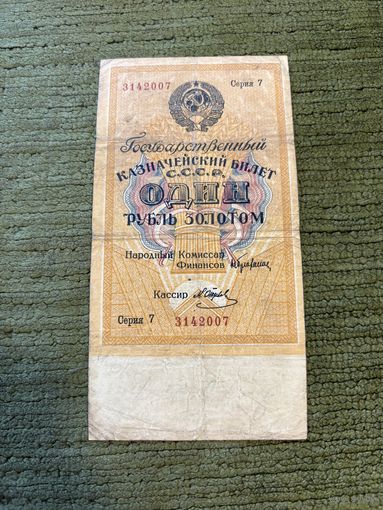 3142007 Серия 7
Государственный
КАЗНАЧЕЙСКИЙ БИЛЕТ
С.С.С.Р.
ОДИН
РУБЛЬ ЗОЛОТОМ
Народный Комиссар
Финансов
Кассир
Серия 7 3142007